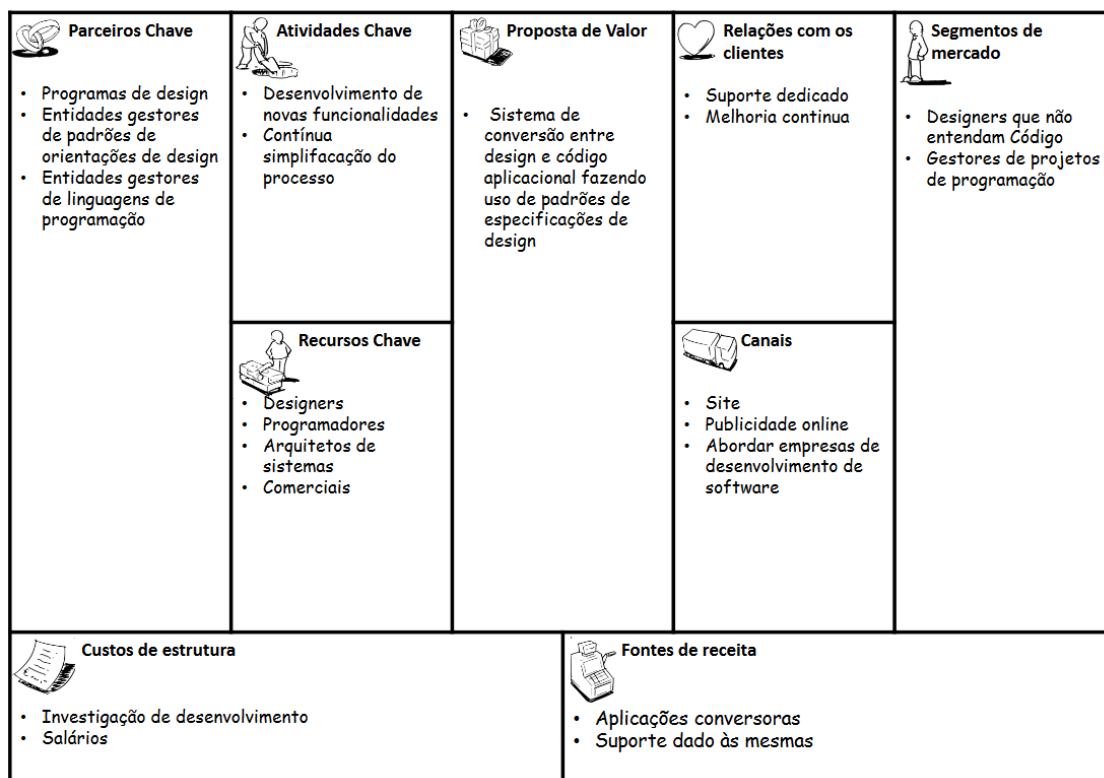 Parceiros Chave
• Programas de design
• Entidades gestores
de padrões de
orientações de design
• Entidades gestores
de linguagens de
programação
Atividades Chave
• Desenvolvimento de
novas funcionalidades
• Contínua
simplifacação do
processo
Recursos Chave
• Designers
• Programadores
• Arquitetos de
sistemas
• Comerciais
Proposta de Valor
• Sistema de
conversão entre
design e código
aplicacional fazendo
uso de padrões de
especificações de
design
Relações com os
clientes
• Suporte dedicado
• Melhoria continua
Canais
• Site
• Publicidade online
• Abordar empresas de
desenvolvimento de
software
Segmentos de
mercado
• Designers que não
entendam Código
• Gestores de projetos
de programação
Custos de estrutura
• Investigação de desenvolvimento
• Salários
Fontes de receita
• Aplicações conversoras
• Suporte dado às mesmas